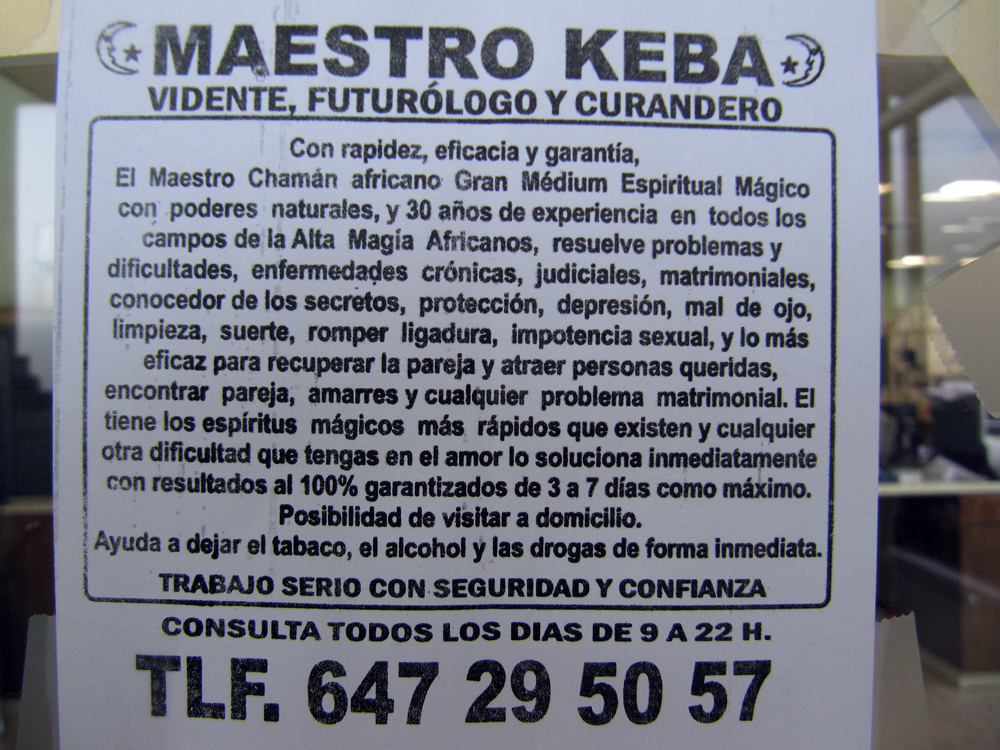 MAESTRO KEBA
VIDENTE, FUTURÓLOGO Y CURANDERO
Con rapidez, eficacia y garantía,
El Maestro Chamán africano Gran Médium Espiritual Mágico
con poderes naturales, y 30 años de experiencia en todos los
campos de la Alta Magía Africanos, resuelve problemas y
dificultades, enfermedades crónicas, judiciales, matrimoniales,
conocedor de los secretos, protección, depresión, mal de ojo,
limpieza, suerte, romper ligadura, impotencia sexual, y lo más
eficaz para recuperar la pareja y atraer personas queridas,
encontrar pareja, amarres y cualquier problema matrimonial. El
tiene los espíritus mágicos más rápidos que existen y cualquier
otra dificultad que tengas en el amor lo soluciona inmediatamente
con resultados al 100% garantizados de 3 a 7 días como máximo.
Posibilidad de visitar a domicilio.
Ayuda a dejar el tabaco, el alcohol y las drogas de forma inmediata.
TRABAJO SERIO CON SEGURIDAD Y CONFIANZA
CONSULTA TODOS LOS DIAS DE 9 A 22 H.
TLF. 647 29 50 57